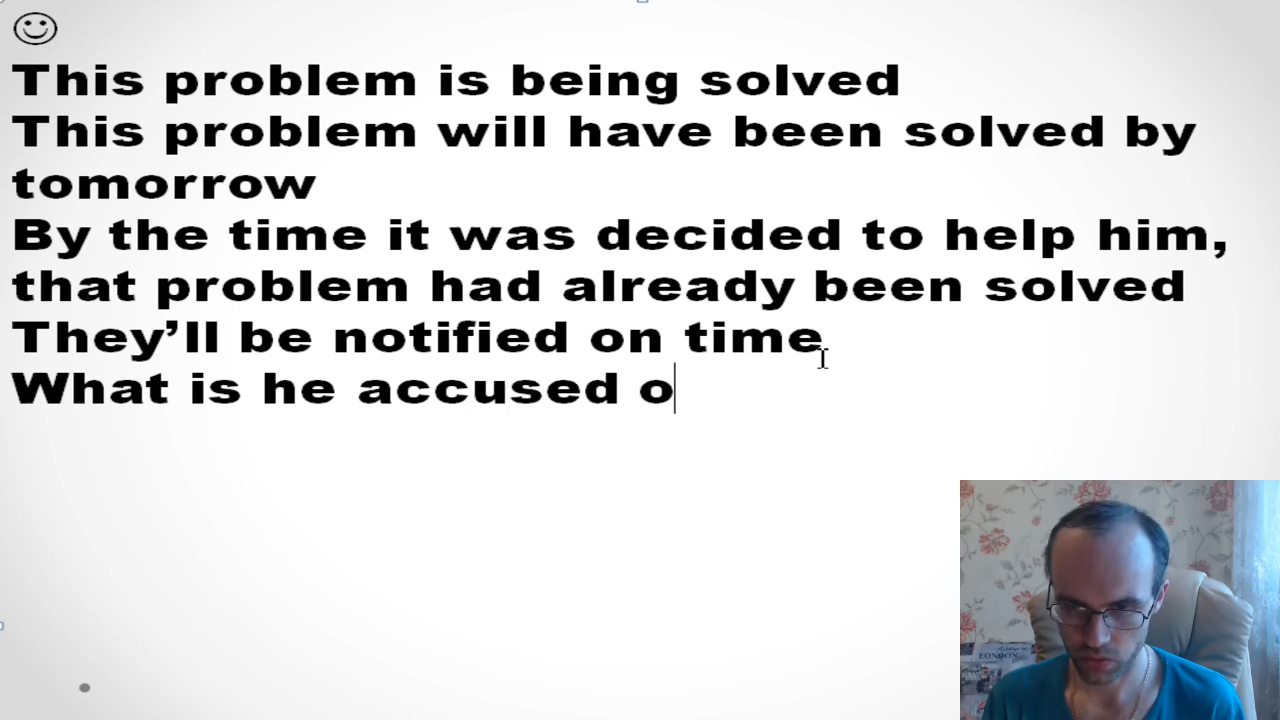 This problem is being solved
This problem will have been solved by
tomorrow
By the time it was decided to help him,
that problem had already been solved
They’ll be notified on time
What is he accused o
LONDON